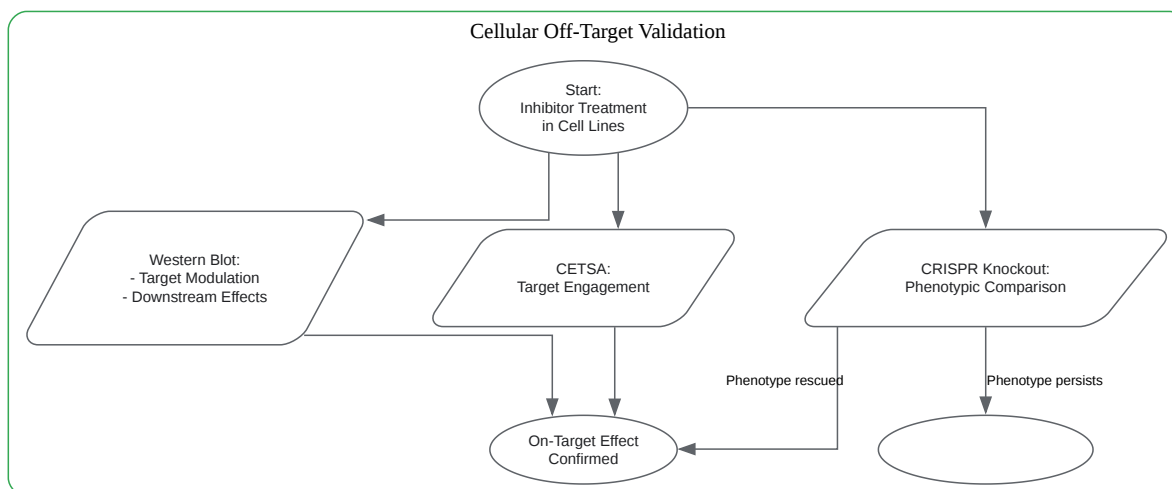 Cellular Off-Target Validation
Start:
Inhibitor Treatment
in Cell Lines
Western Blot:
- Target Modulation
- Downstream Effects
CETSA:
Target Engagement
CRISPR Knockout:
Phenotypic Comparison
Phenotype rescued
Phenotype persists
On-Target Effect
Confirmed